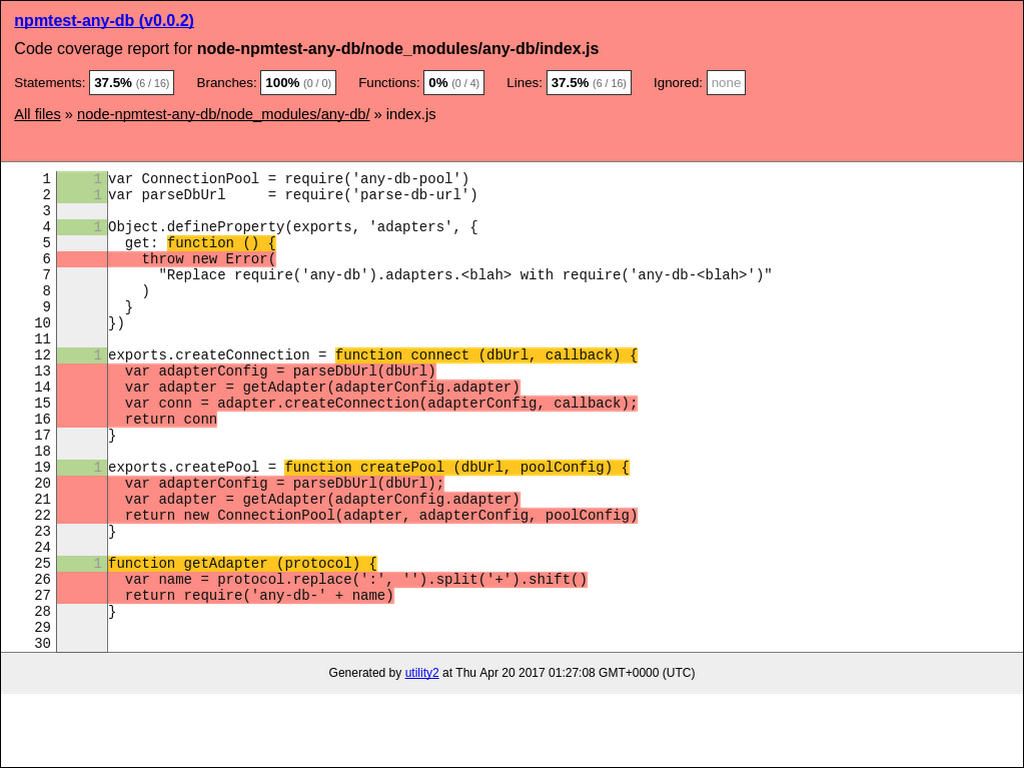 npmtest-any-db (v0.0.2)
Code coverage report for node-npmtest-any-db/node_modules/any-db/index.js
Statements: 37.5% (6 / 16) Branches: 100% (0 / 0) Functions: 0% (0 / 4) Lines: 37.5% (6 / 16) Ignored: none
All files » node-npmtest-any-db/node_modules/any-db/ » index.js
1 1 var ConnectionPool = require('any-db-pool')
2 1 var parseDbUrl     = require('parse-db-url')
3
4 1 Object.defineProperty(exports, 'adapters', {
5   get: function () {
6     throw new Error(
7       "Replace require('any-db').adapters.<blah> with require('any-db-<blah>')"
8     )
9   }
10 })
11
12 1 exports.createConnection = function connect (dbUrl, callback) {
13   var adapterConfig = parseDbUrl(dbUrl)
14   var adapter = getAdapter(adapterConfig.adapter)
15   var conn = adapter.createConnection(adapterConfig, callback);
16   return conn
17 }
18
19 1 exports.createPool = function createPool (dbUrl, poolConfig) {
20   var adapterConfig = parseDbUrl(dbUrl);
21   var adapter = getAdapter(adapterConfig.adapter)
22   return new ConnectionPool(adapter, adapterConfig, poolConfig)
23 }
24
25 1 function getAdapter (protocol) {
26   var name = protocol.replace(':', '').split('+').shift()
27   return require('any-db-' + name)
28 }
29
30
Generated by utility2 at Thu Apr 20 2017 01:27:08 GMT+0000 (UTC)